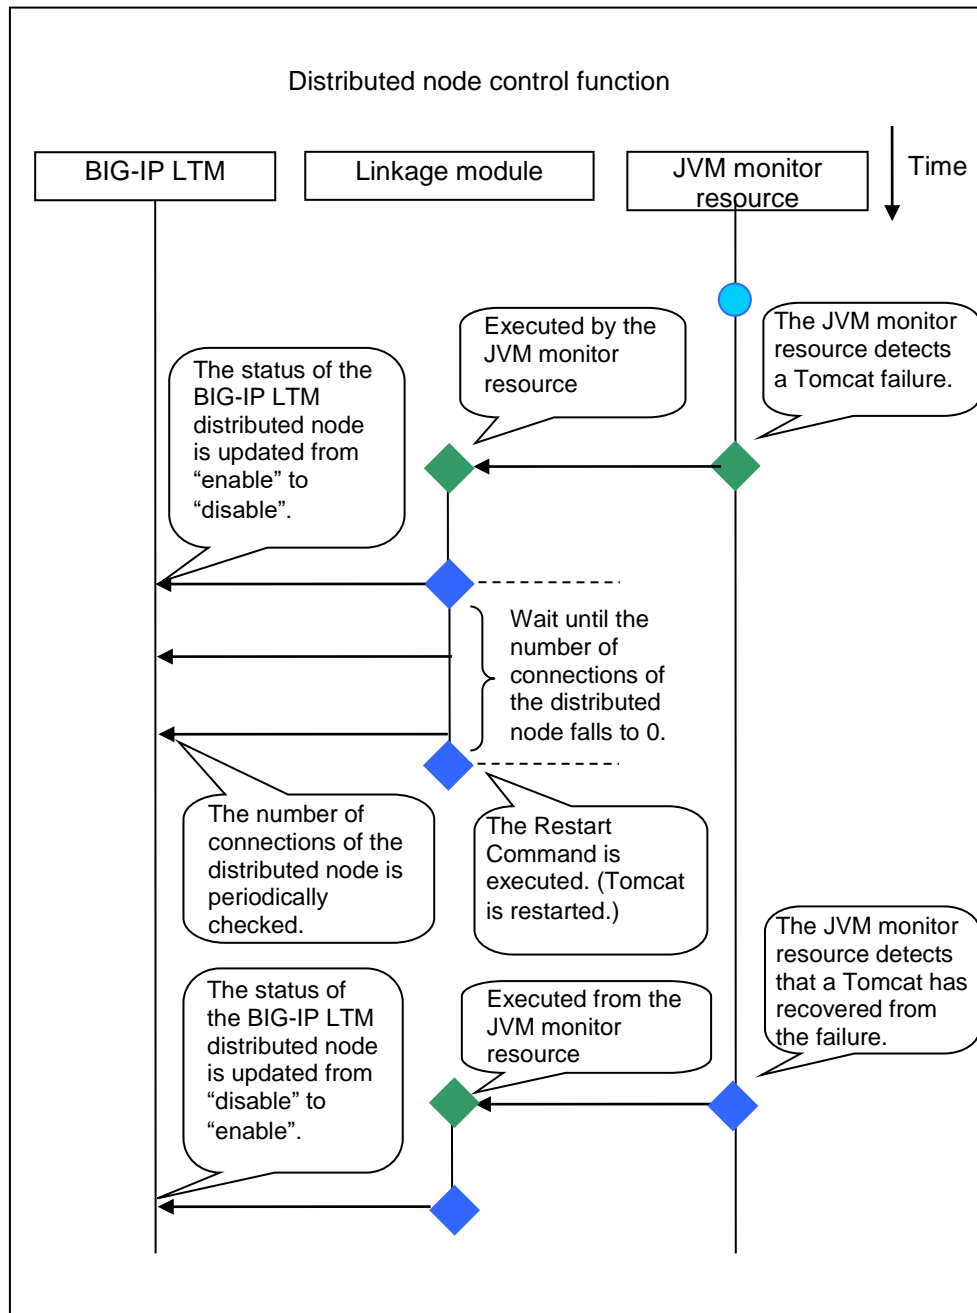 Distributed node control function
BIG-IP LTM
Linkage module
JVM monitor
resource
Time
The JVM monitor
resource detects
a Tomcat failure.
Executed by the
JVM monitor
resource
The status of the
BIG-IP LTM
distributed node
is updated from
“enable” to
“disable”.
Wait until the
number of
connections of
the distributed
node falls to 0.
The number of
connections of the
distributed node is
periodically
checked.
The Restart
Command is
executed. (Tomcat
is restarted.)
The JVM monitor
resource detects
that a Tomcat has
recovered from
the failure.
Executed from the
JVM monitor
resource
The status of
the BIG-IP LTM
distributed node
is updated from
“disable” to
“enable”.